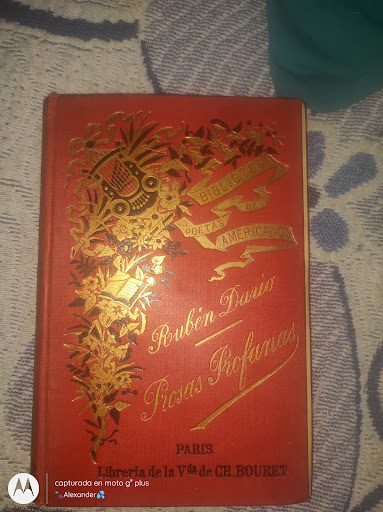 BIBLIOTECA
POETAS DE
AMERICANOS
Rubén Darío
Prosas Profanas
PARIS
Librería de la Vda de CH. BOURET
capturada en moto g⁶ plus
Alexander